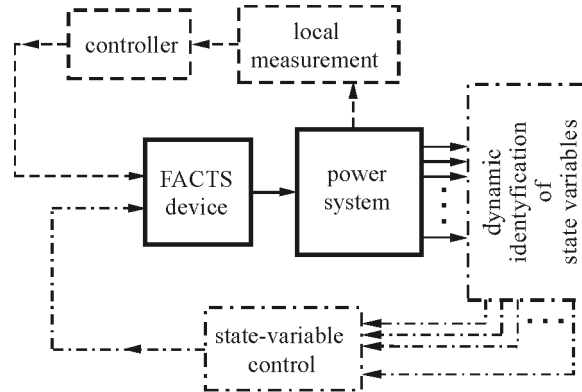 controller
local
measurement
FACTS
device
power
system
dynamic
identyfication
of
state variables
state-variable
control